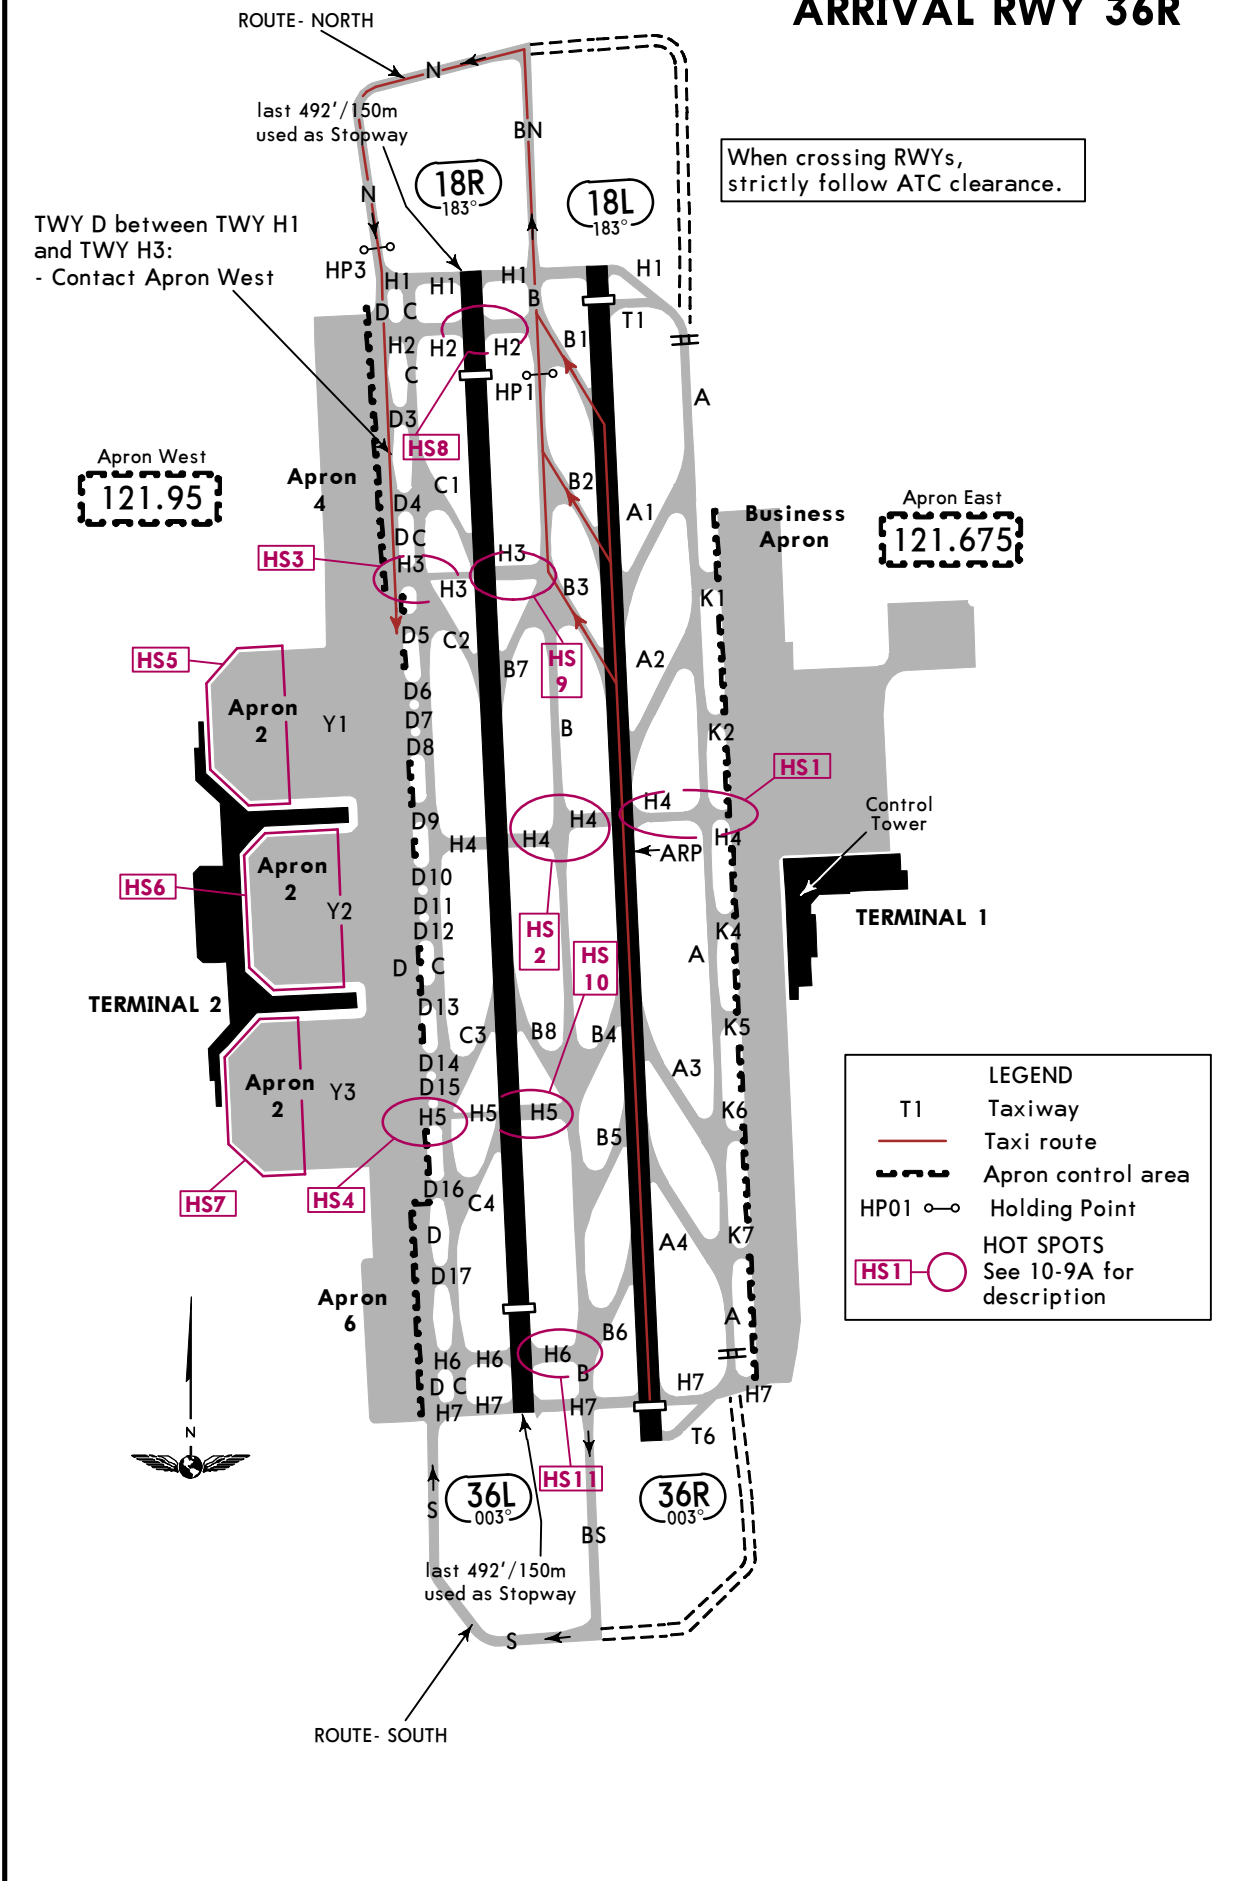 ARRIVAL RWY 36R
ROUTE- NORTH
N
last 492'/150m
used as Stopway
BN
When crossing RWYs,
strictly follow ATC clearance.
18R
183°
18L
183°
N
TWY D between TWY H1
and TWY H3:
- Contact Apron West
HP3
H1
H1
H1
H1
B
D
C
T1
B1
H2
H2
H2
C
HP1
A
D3
HS8
Apron West
121.95
Apron
4
C1
B2
D4
A1
Business
Apron
Apron East
121.675
D
C
HS3
H3
H3
H3
B3
K1
D5
C2
HS5
B7
HS
9
A2
D6
Apron
2
Y1
D7
B
K2
D8
HS1
H4
Control
Tower
D9
H4
H4
H4
H4
ARP
Apron
2
HS6
D10
Y2
D11
TERMINAL 1
D12
HS
2
K4
HS
10
A
D
C
TERMINAL 2
D13
C3
B8
B4
K5
D14
A3
Apron
2
Y3
D15
H5
H5
H5
K6
B5
LEGEND
T1
Taxiway
Taxi route
Apron control area
HP01
Holding Point
HS1
HOT SPOTS
See 10-9A for
description
HS7
HS4
D16
C4
D
A4
K7
D17
Apron
6
A
B6
H6
H6
H6
B
D
C
H7
H7
H7
H7
H7
T6
N
HS11
36L
003°
36R
003°
S
BS
last 492'/150m
used as Stopway
S
ROUTE- SOUTH